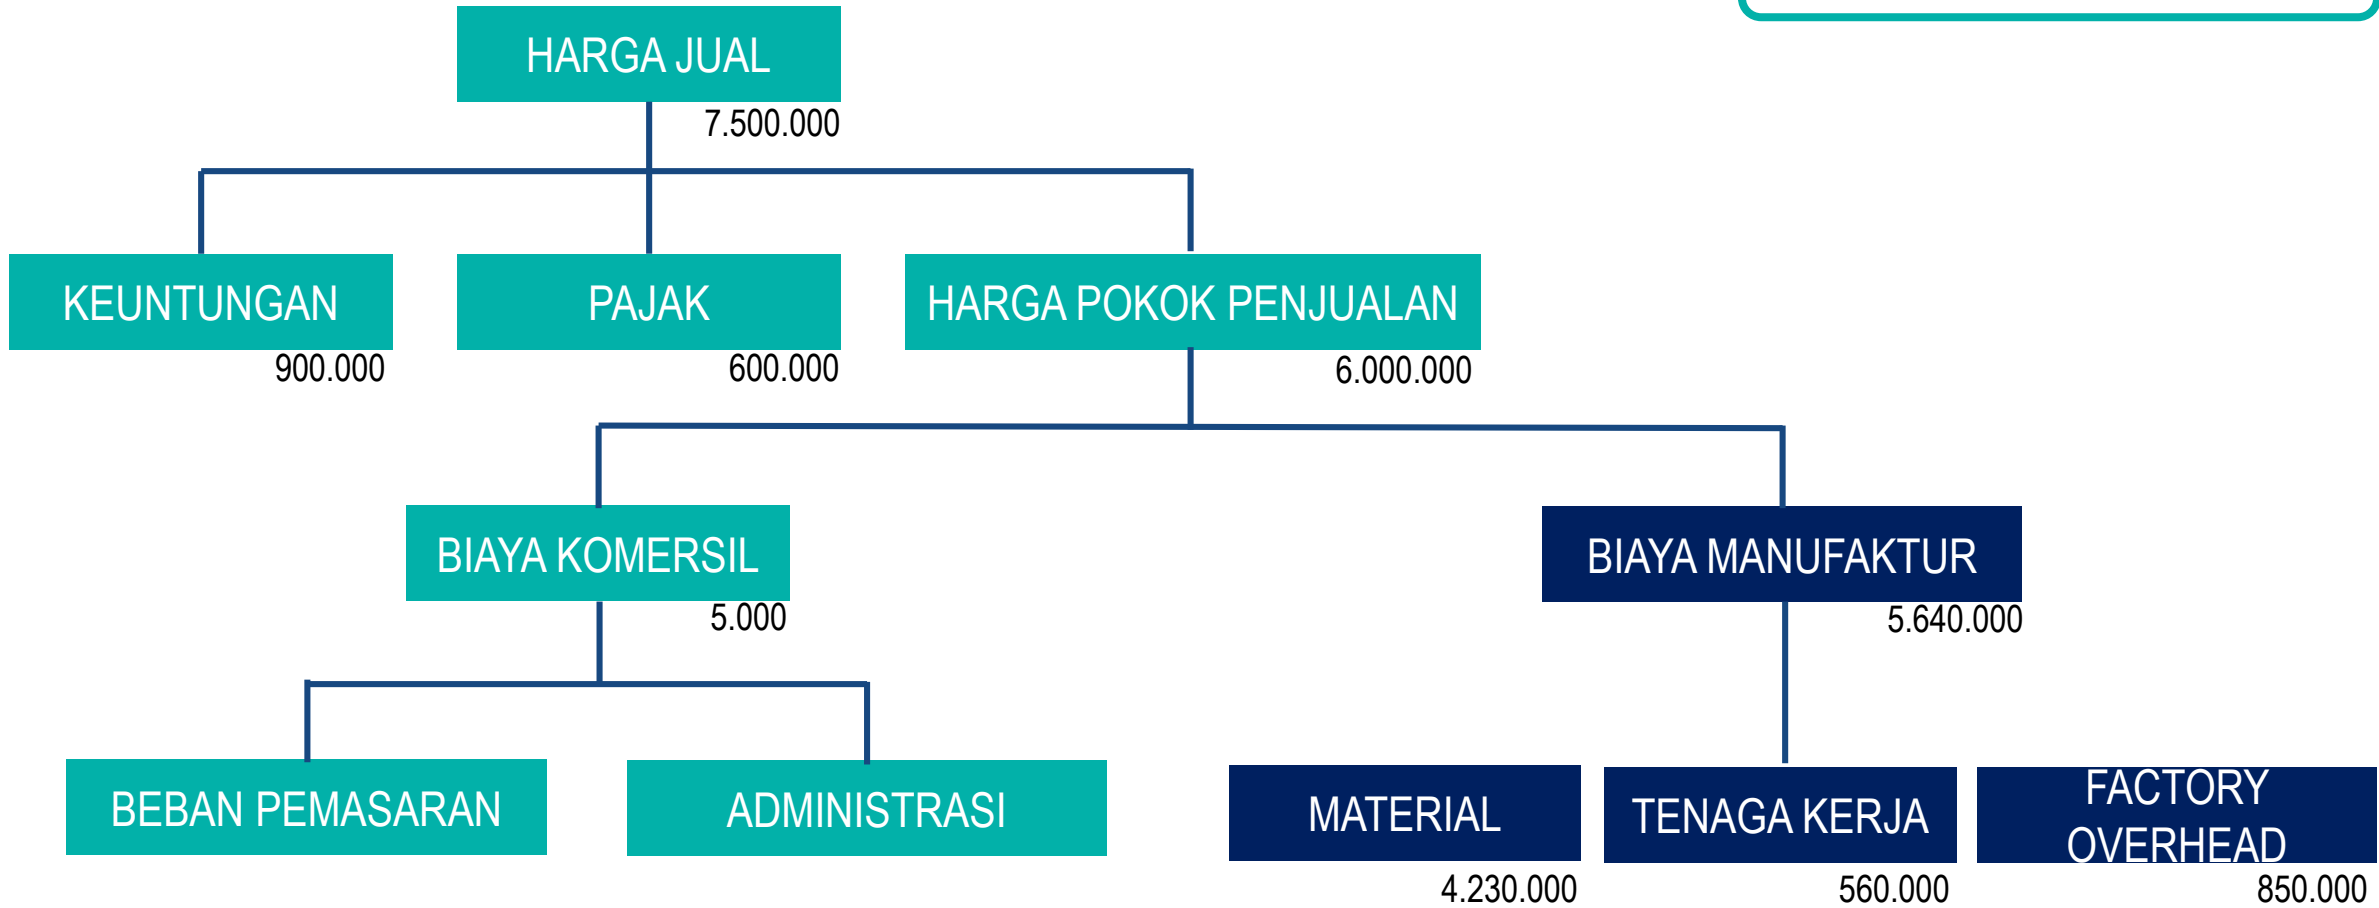 HARGA JUAL
7.500.000
KEUNTUNGAN
900.000
PAJAK
600.000
HARGA POKOK PENJUALAN
6.000.000
BIAYA KOMERSIL
5.000
BIAYA MANUFAKTUR
5.640.000
BEBAN PEMASARAN
ADMINISTRASI
MATERIAL
4.230.000
TENAGA KERJA
560.000
FACTORY
OVERHEAD
850.000